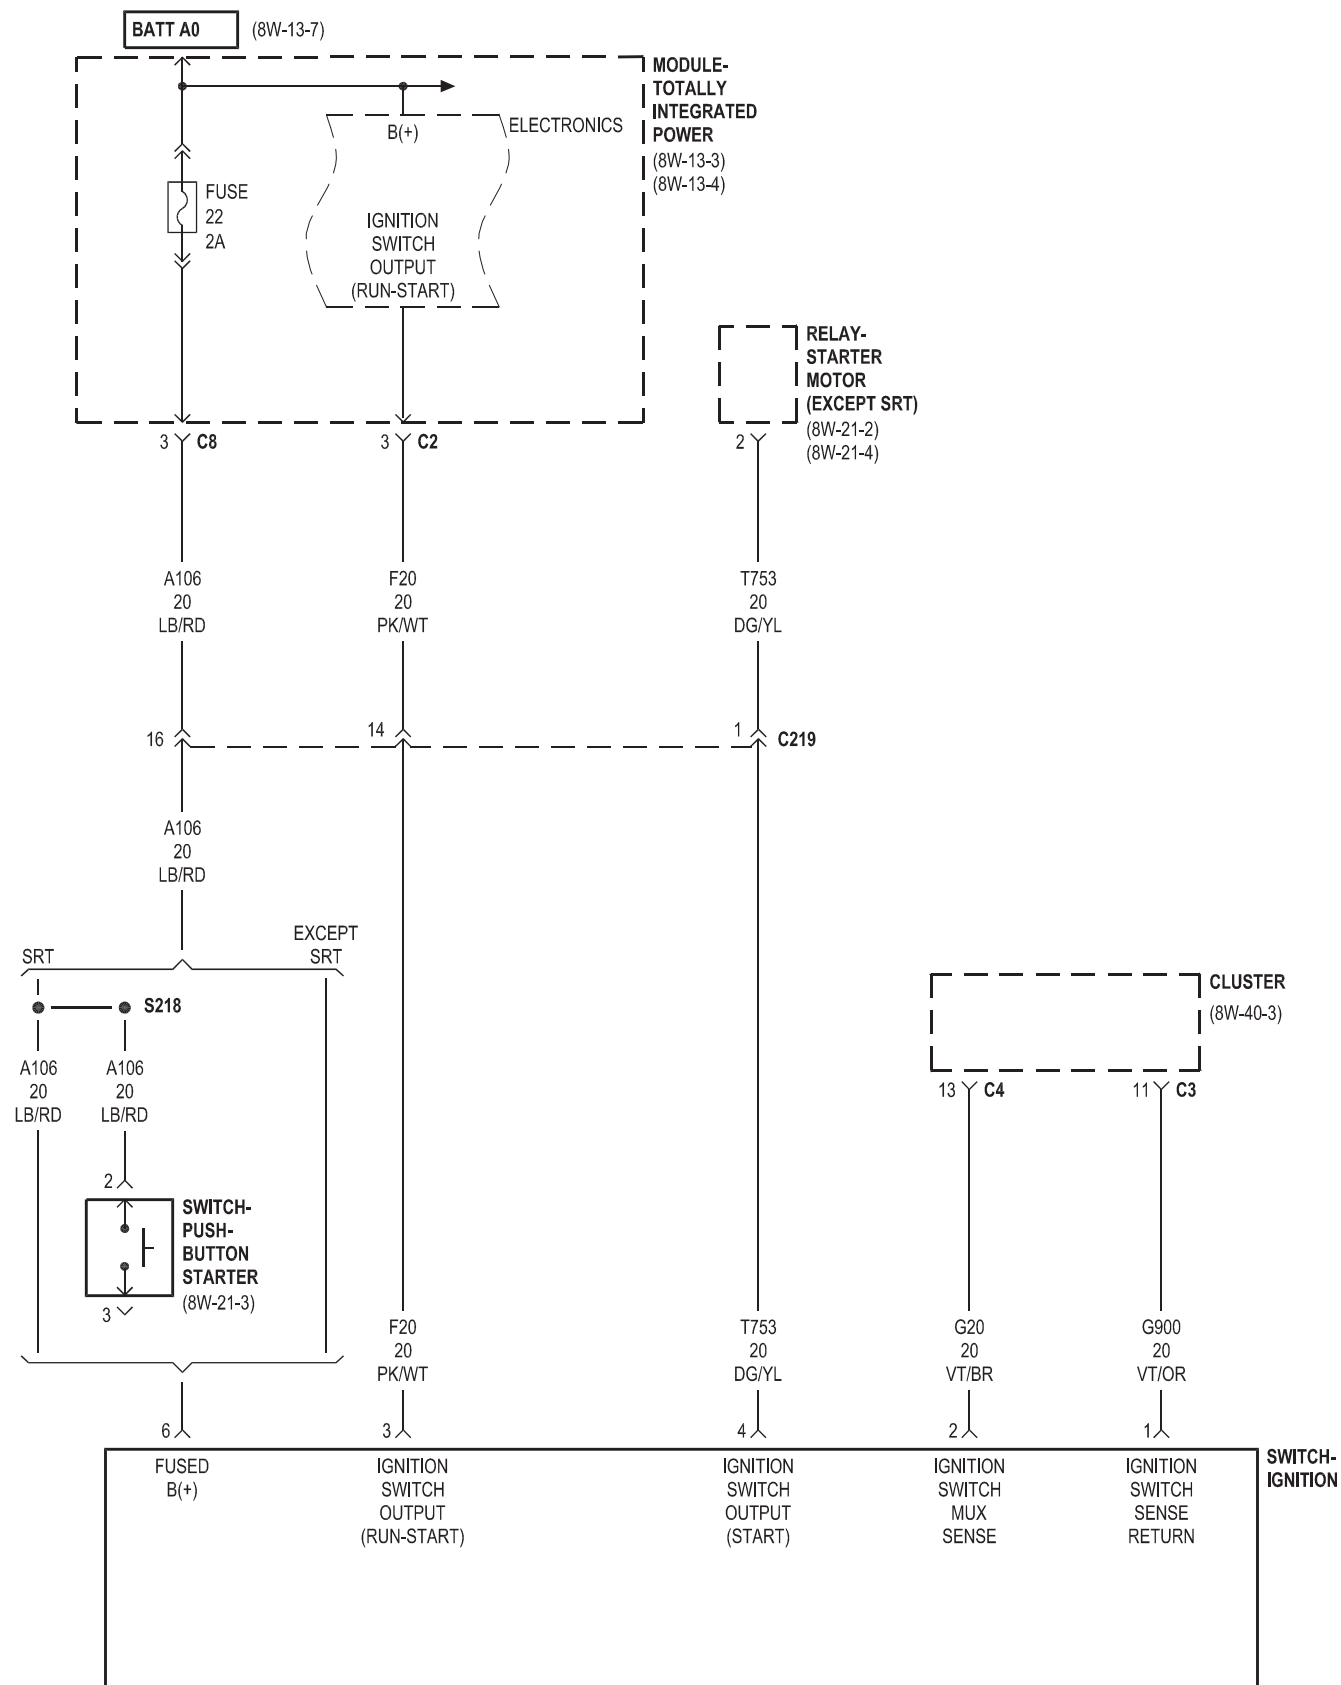 BATT A0 (8W-13-7)
MODULE-
TOTALLY
INTEGRATED
POWER
(8W-13-3)
(8W-13-4)
B(+)
ELECTRONICS
FUSE
22
2A
IGNITION
SWITCH
OUTPUT
(RUN-START)
RELAY-
STARTER
MOTOR
(EXCEPT SRT)
(8W-21-2)
(8W-21-4)
3 C8
3 C2
2
A106
20
LB/RD
F20
20
PK/WT
T753
20
DG/YL
16
14
1
C219
A106
20
LB/RD
SRT
EXCEPT
SRT
S218
A106
20
LB/RD
A106
20
LB/RD
2
SWITCH-
PUSH-
BUTTON
STARTER
(8W-21-3)
3
CLUSTER
(8W-40-3)
13 C4
11 C3
F20
20
PK/WT
T753
20
DG/YL
G20
20
VT/BR
G900
20
VT/OR
6
3
4
2
1
SWITCH-
IGNITION
FUSED
B(+)
IGNITION
SWITCH
OUTPUT
(RUN-START)
IGNITION
SWITCH
OUTPUT
(START)
IGNITION
SWITCH
MUX
SENSE
IGNITION
SWITCH
SENSE
RETURN